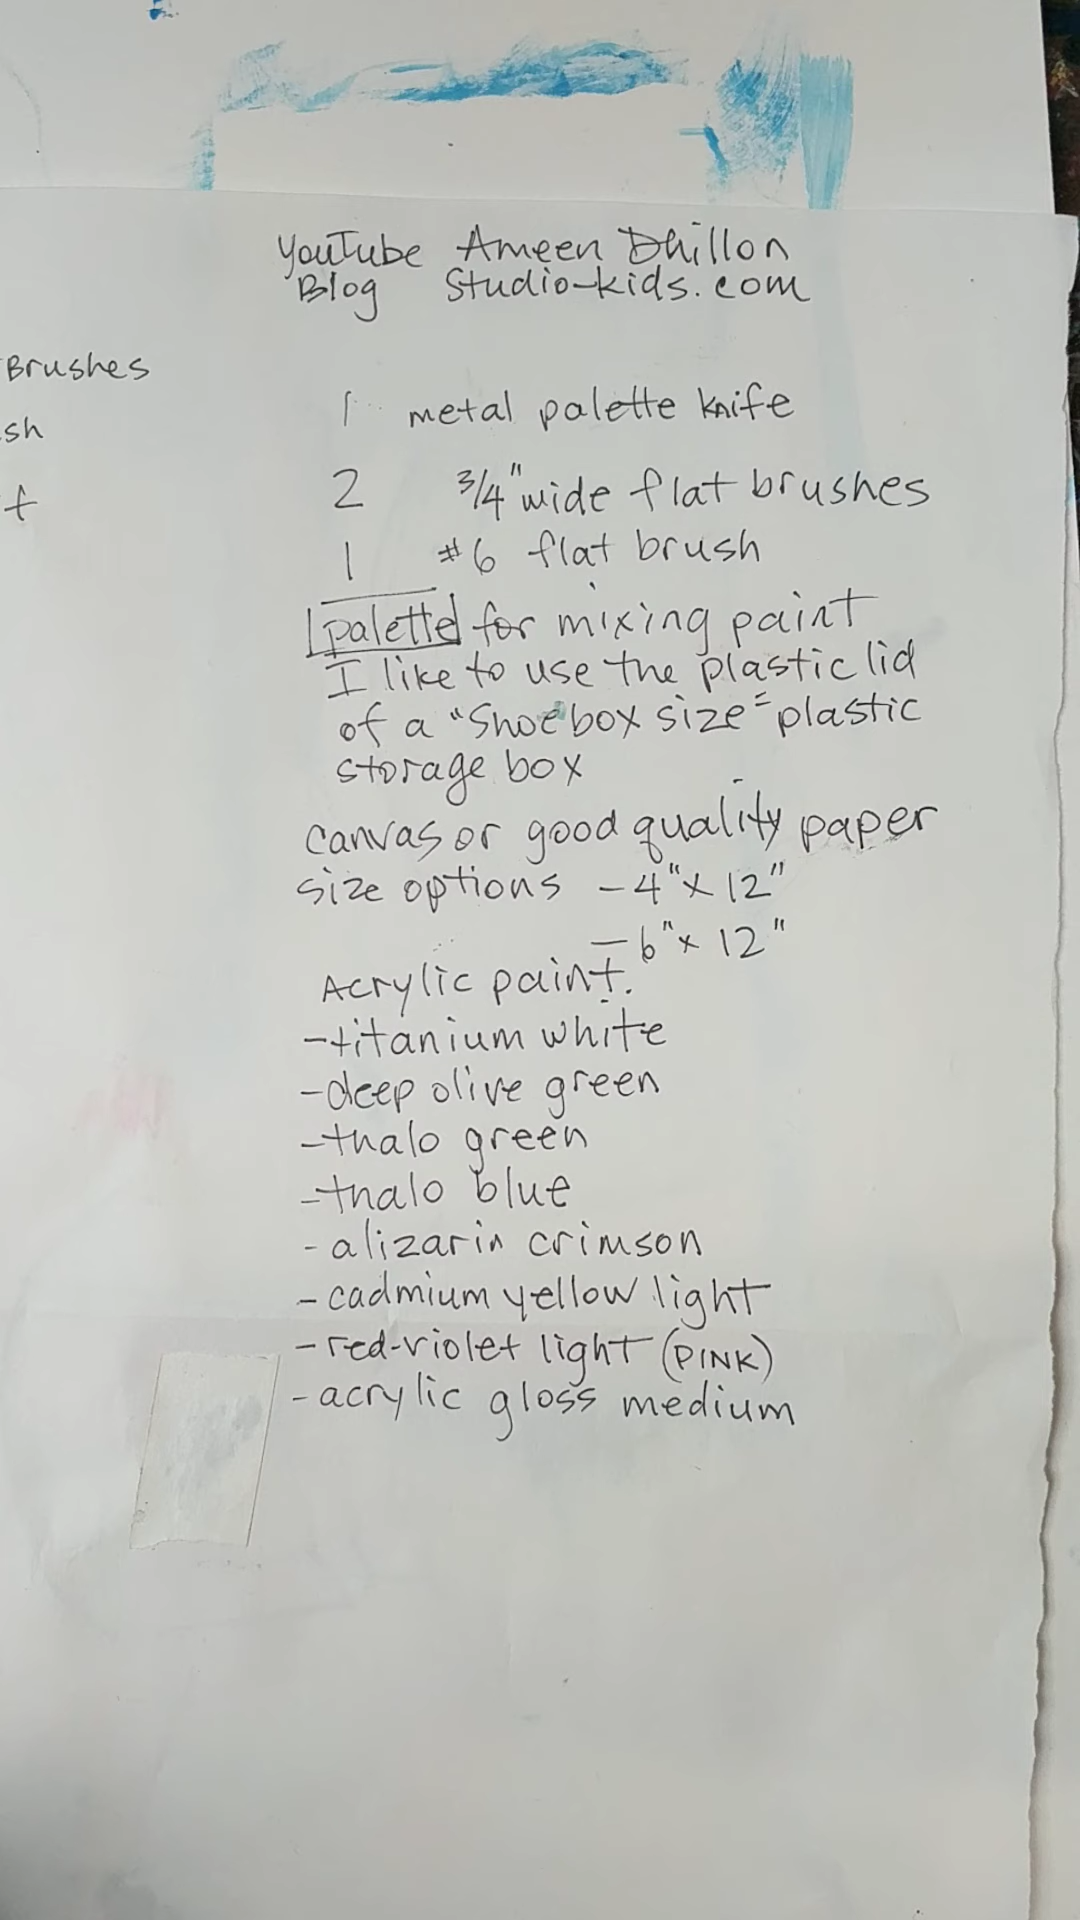 YouTube Ameen Dhillon
Blog Studio-kids.com
Brushes
sh
1 metal palette knife
2 3/4" wide flat brushes
1 #6 flat brush
palette for mixing paint
I like to use the plastic lid
of a "Shoebox size" plastic
storage box
canvas or good quality paper
size options - 4" x 12"
- 6" x 12"
Acrylic paint.
- titanium white
- deep olive green
- thalo green
- thalo blue
- alizarin crimson
- cadmium yellow light
- red-violet light (PINK)
- acrylic gloss medium